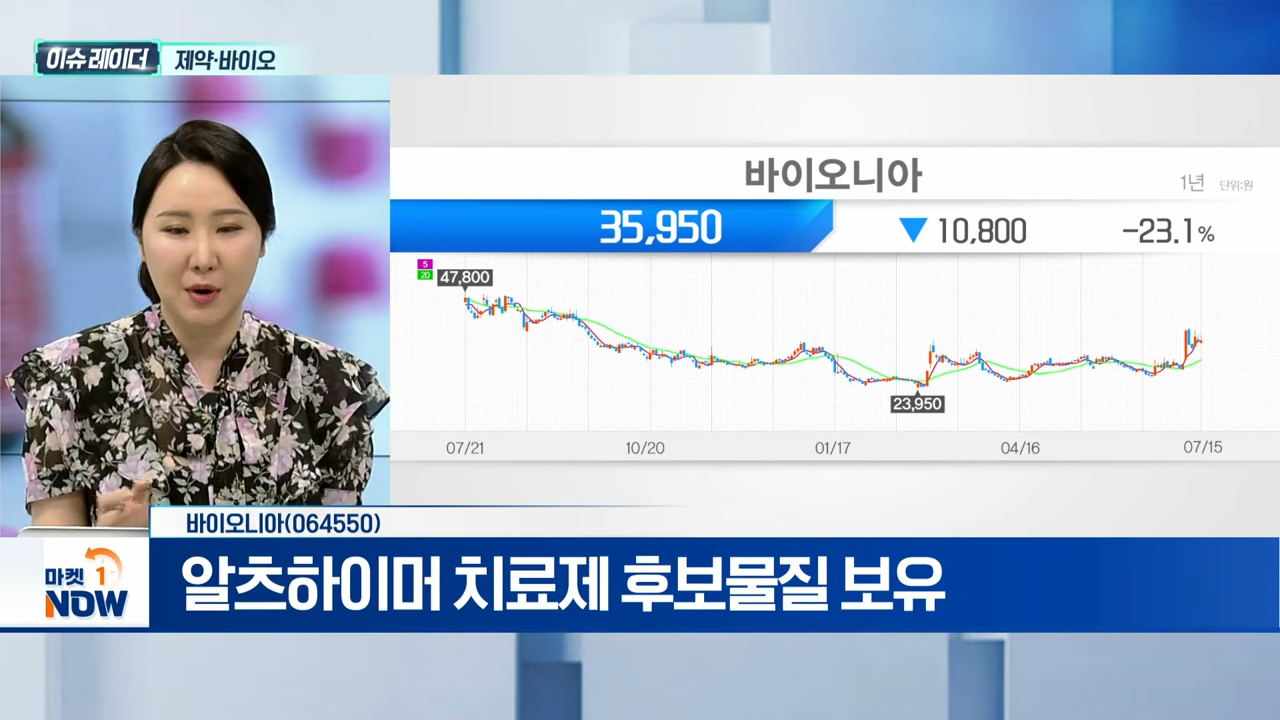 이슈레이더 제약·바이오
바이오니아
1년 단위:원
35,950 ▼ 10,800 -23.1%
5
20
47,800
23,950
07/21 10/20 01/17 04/16 07/15
바이오니아(064550)
마켓 1
NOW
알츠하이머 치료제 후보물질 보유